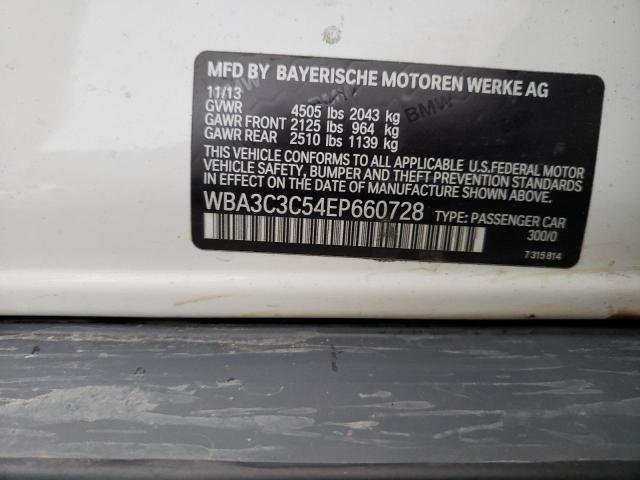 MFD BY BAYERISCHE MOTOREN WERKE AG
11/13
GVWR 4505 lbs 2043 kg
GAWR FRONT 2125 lbs 964 kg
GAWR REAR 2510 lbs 1139 kg
THIS VEHICLE CONFORMS TO ALL APPLICABLE U.S.FEDERAL MOTOR
VEHICLE SAFETY, BUMPER AND THEFT PREVENTION STANDARDS
IN EFFECT ON THE DATE OF MANUFACTURE SHOWN ABOVE.
WBA3C3C54EP660728 TYPE: PASSENGER CAR
300/0
7 315 814